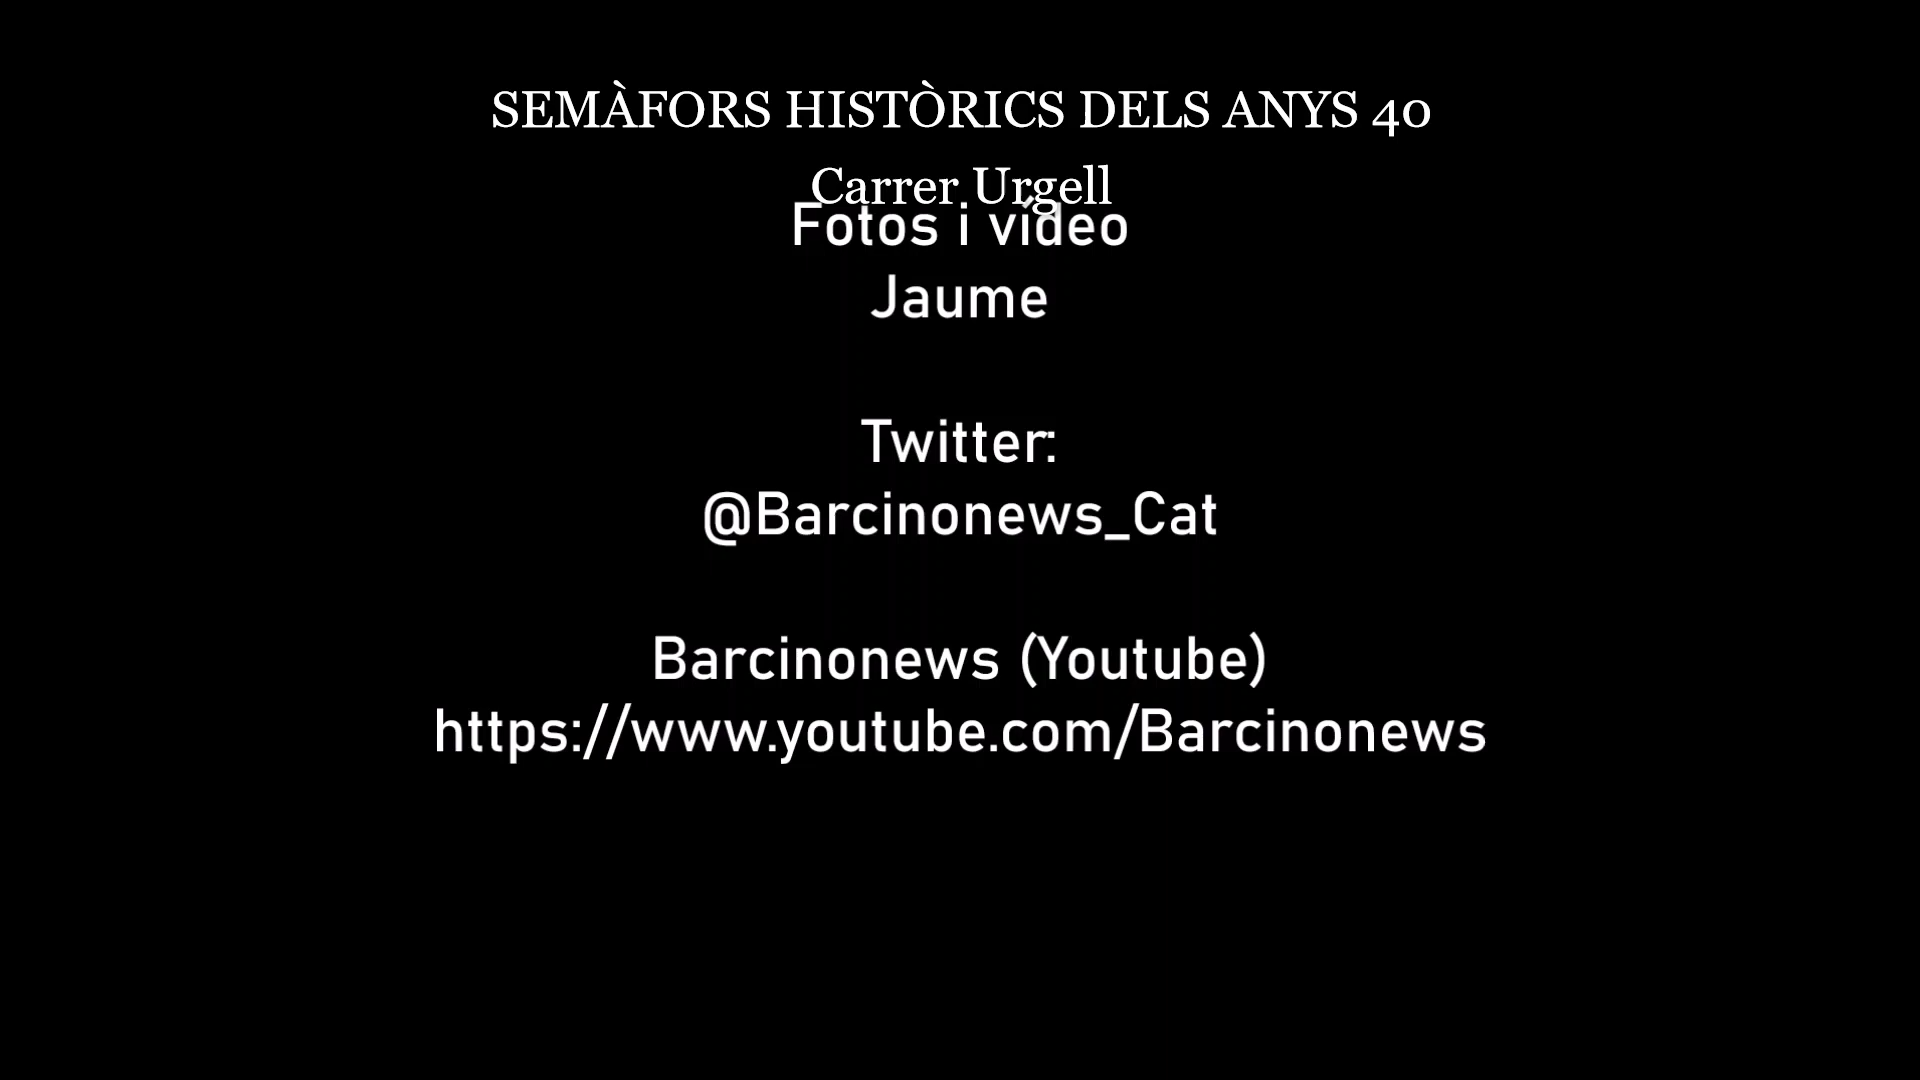 SEMÀFORS HISTÒRICS DELS ANYS 40
Carrer Urgell
Fotos i vídeo
Jaume
Twitter:
@Barcinonews_Cat
Barcinonews (Youtube)
https://www.youtube.com/Barcinonews